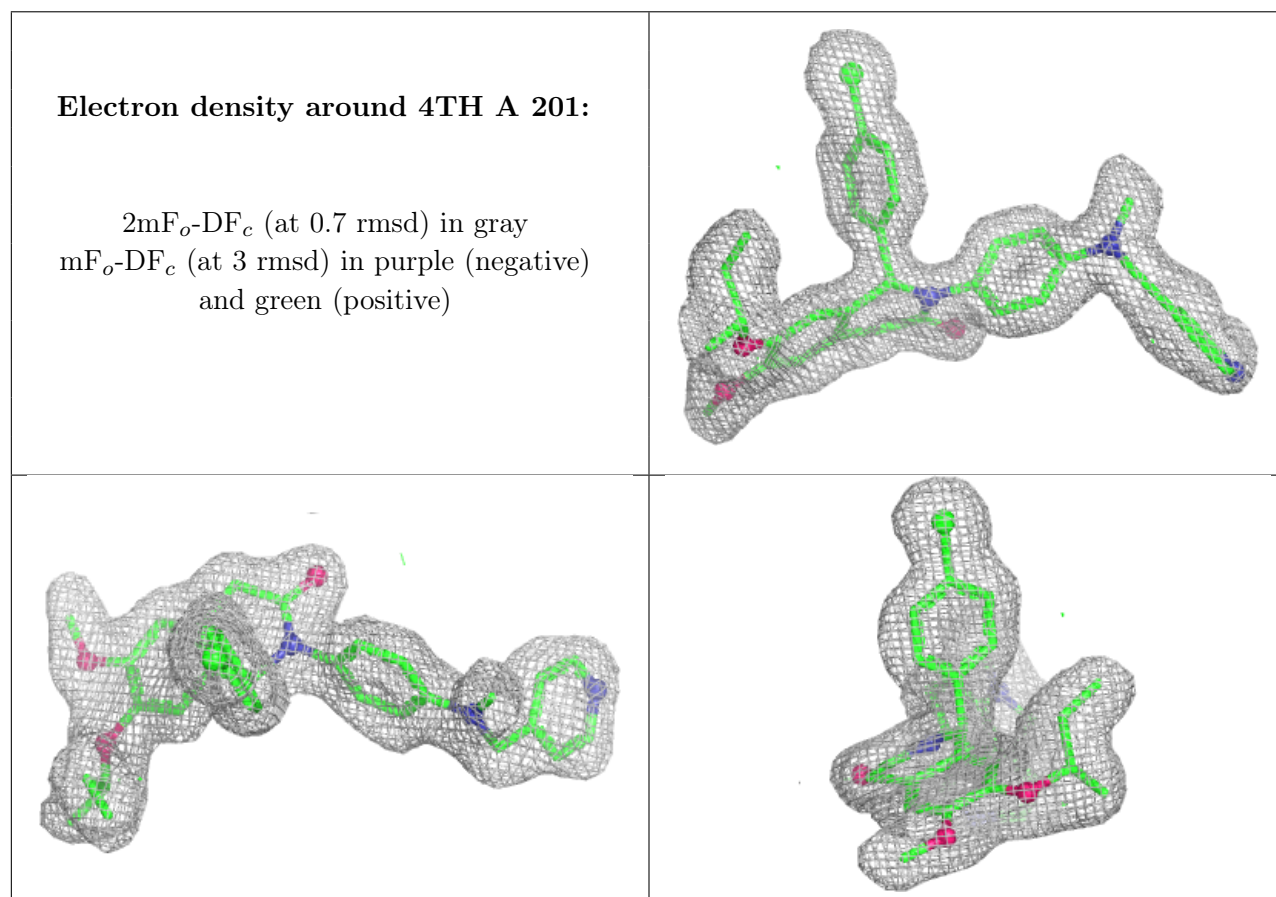 Electron density around 4TH A 201:
2mFₒ-DF𝒸 (at 0.7 rmsd) in gray
mFₒ-DF𝒸 (at 3 rmsd) in purple (negative)
and green (positive)